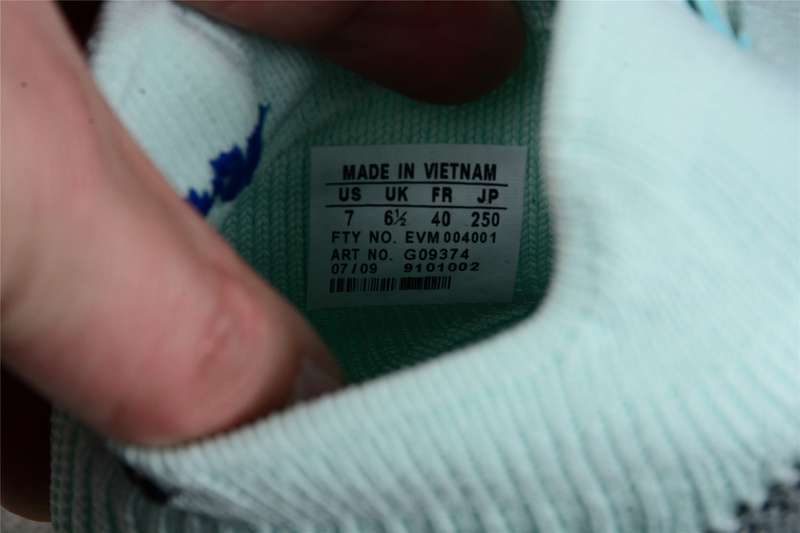 MADE IN VIETNAM
US UK FR JP
7 6½ 40 250
FTY NO. EVM 004001
ART NO. G09374
07/09 9101002